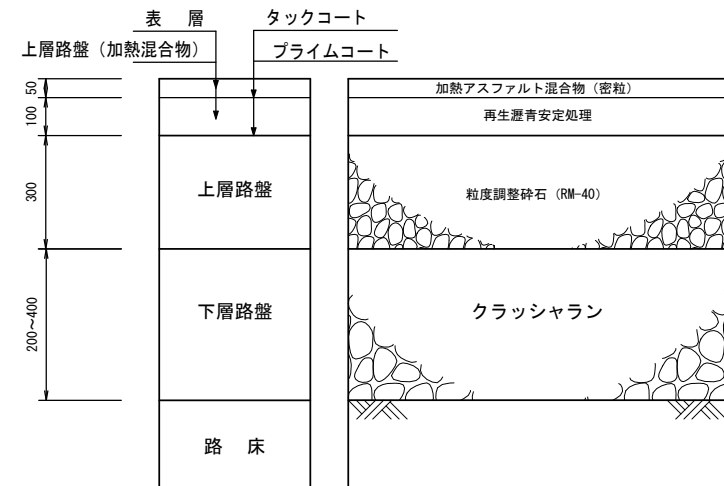 表　層
タックコート
上層路盤（加熱混合物）
プライムコート
50
加熱アスファルト混合物（密粒）
100
再生瀝青安定処理
300
上層路盤
粒度調整砕石（RM-40）
200~400
下層路盤
クラッシャラン
路　床